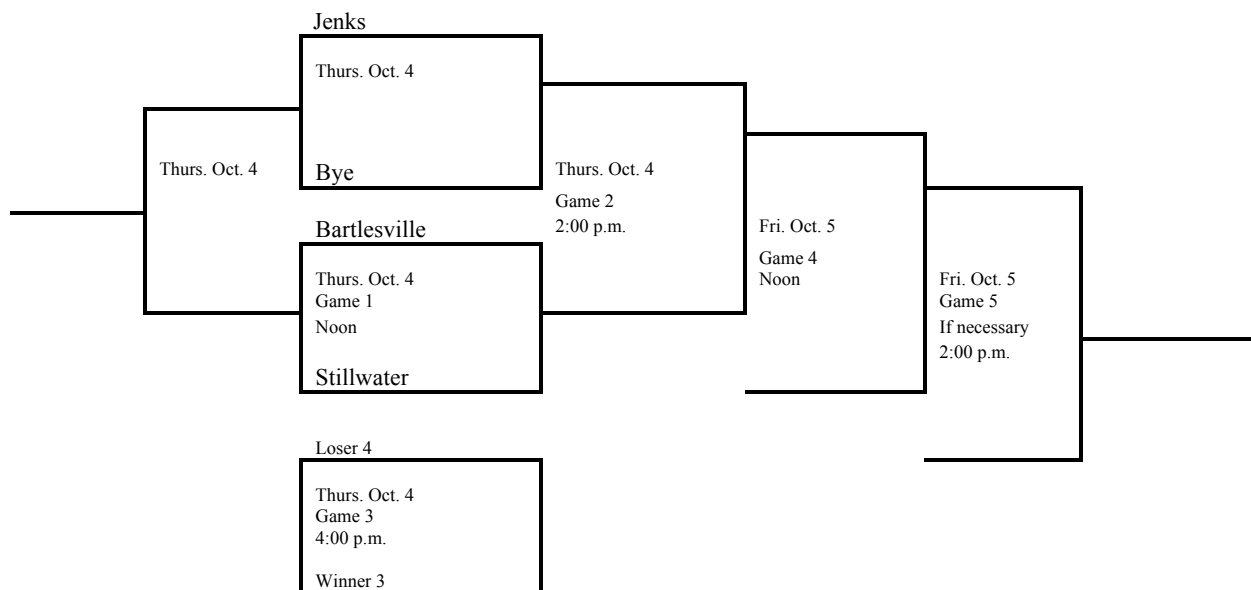 Jenks
Thurs. Oct. 4
Thurs. Oct. 4
Bye
Thurs. Oct. 4
Game 2
2:00 p.m.
Bartlesville
Thurs. Oct. 4
Game 1
Noon
Stillwater
Fri. Oct. 5
Game 4
Noon
Fri. Oct. 5
Game 5
If necessary
2:00 p.m.
Loser 4
Thurs. Oct. 4
Game 3
4:00 p.m.
Winner 3